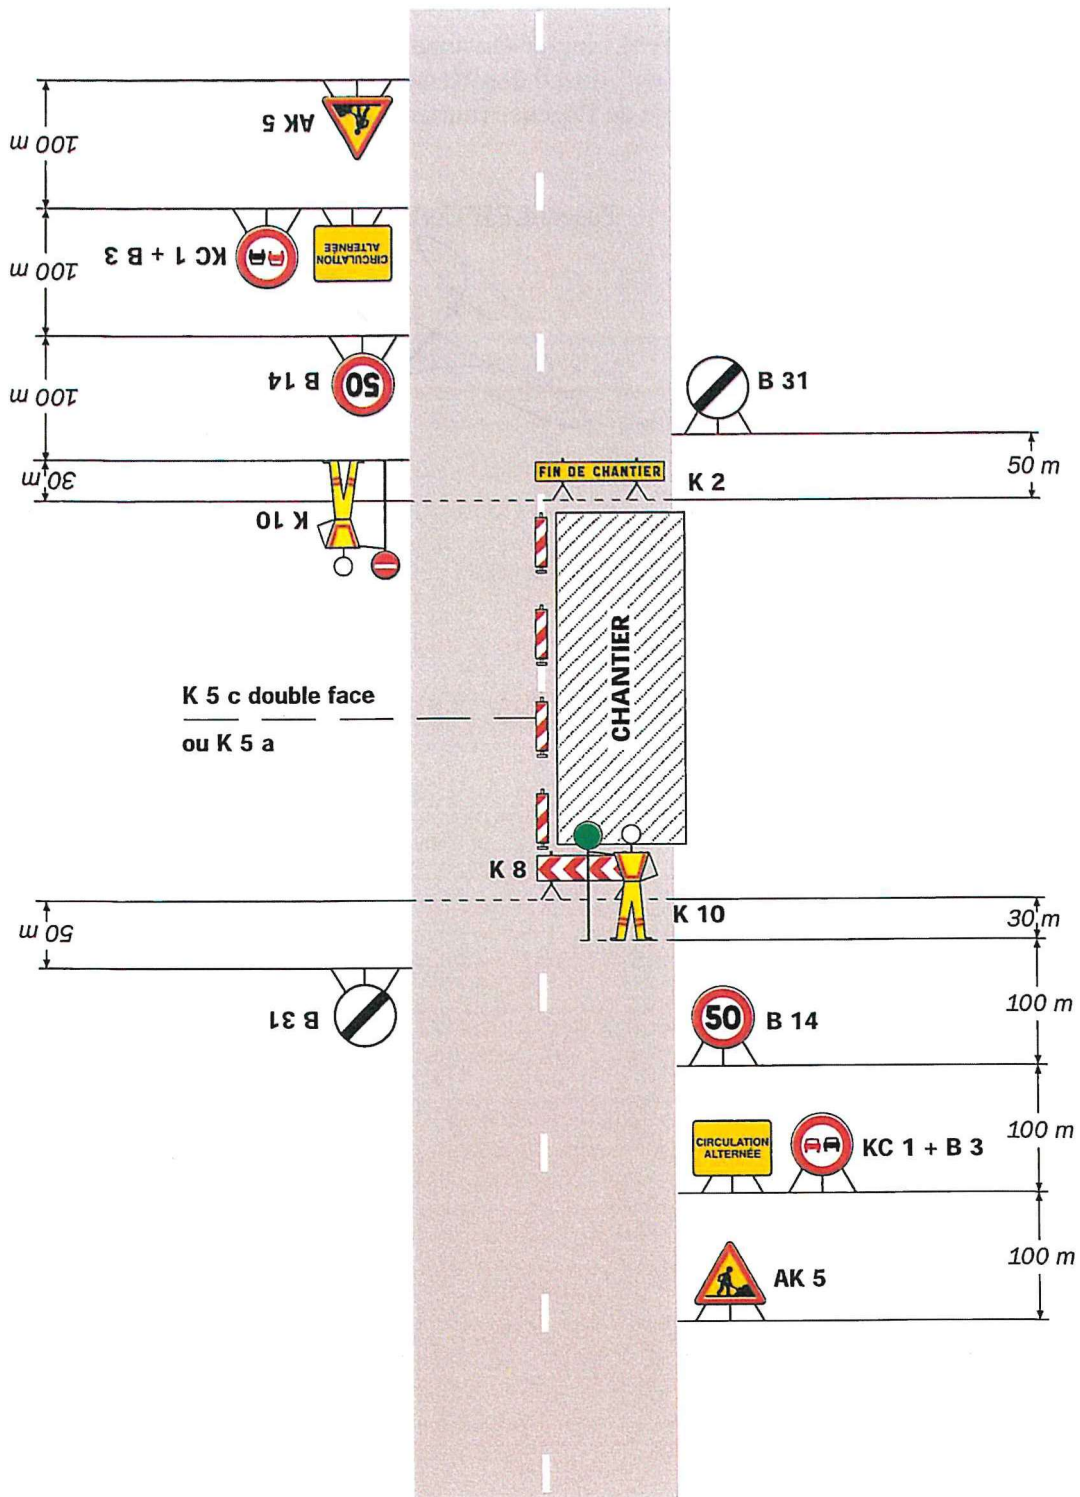 100 m
AK 5
100 m
KC 1 + B 3
CIRCULATION
ALTERNÉE
100 m
B 14
50
B 31
30 m
50 m
FIN DE CHANTIER
K 2
K 10
CHANTIER
K 5 c double face
ou K 5 a
K 8
K 10
30 m
50 m
B 31
50
B 14
100 m
CIRCULATION
ALTERNÉE
KC 1 + B 3
100 m
AK 5
100 m